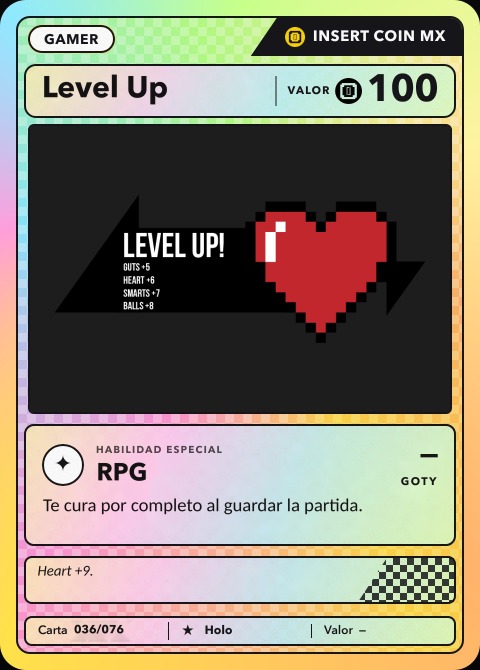 GAMER
INSERT COIN MX
Level Up
VALOR 100
LEVEL UP!
GUTS +5
HEART +6
SMARTS +7
BALLS +8
HABILIDAD ESPECIAL
RPG
–
GOTY
Te cura por completo al guardar la partida.
Heart +9.
Carta 036/076 ★ Holo Valor –